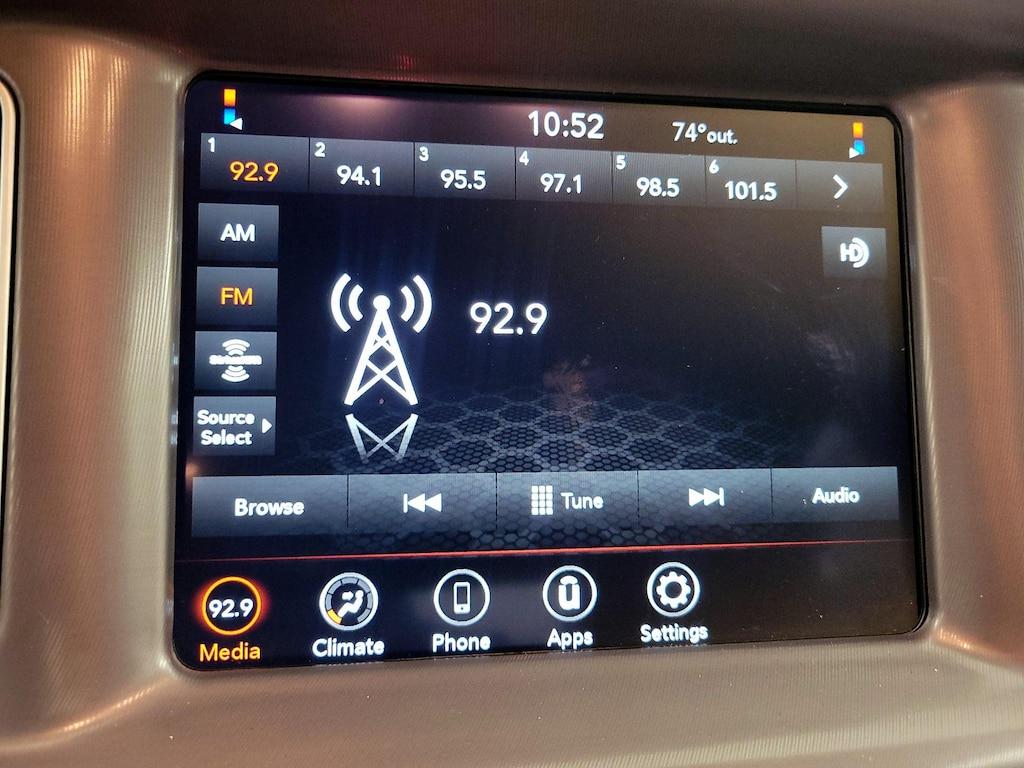 10:52 74°out.
1 2 3 4 5 6
92.9 94.1 95.5 97.1 98.5 101.5
AM
HD
FM
92.9
SiriusXM
Source
Select
Browse Tune Audio
92.9
Media Climate Phone Apps Settings